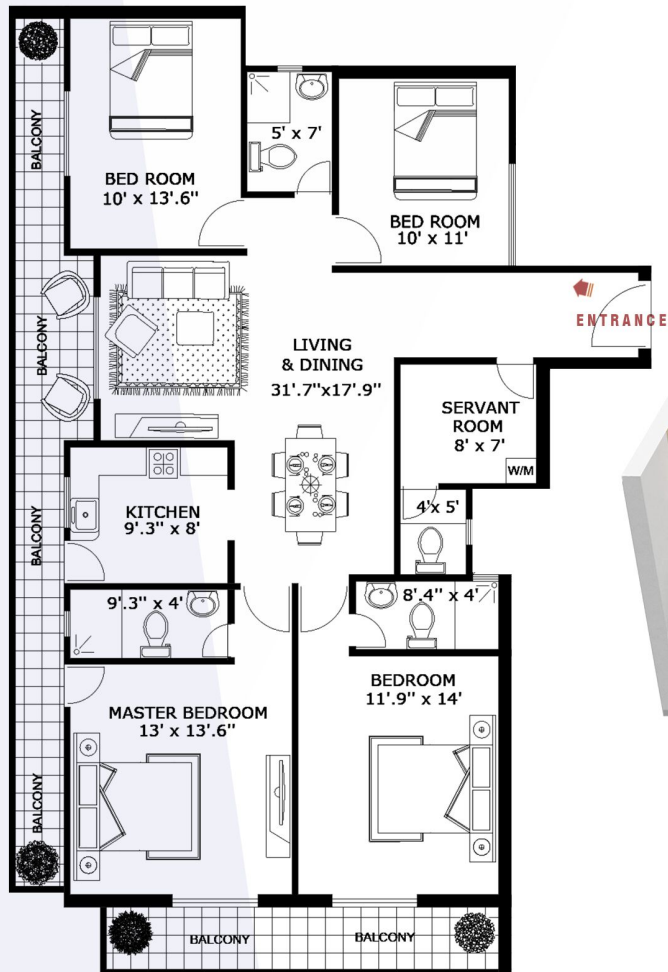 BALCONY
BED ROOM
10' x 13'.6"
5' x 7'
BED ROOM
10' x 11'
ENTRANCE
BALCONY
LIVING
& DINING
31'.7"x17'.9"
SERVANT
ROOM
8' x 7'
W/M
KITCHEN
9'.3" x 8'
BALCONY
4'x 5'
9'.3" x 4'
8'.4" x 4'
BEDROOM
11'.9" x 14'
MASTER BEDROOM
13' x 13'.6"
BALCONY
BALCONY
BALCONY